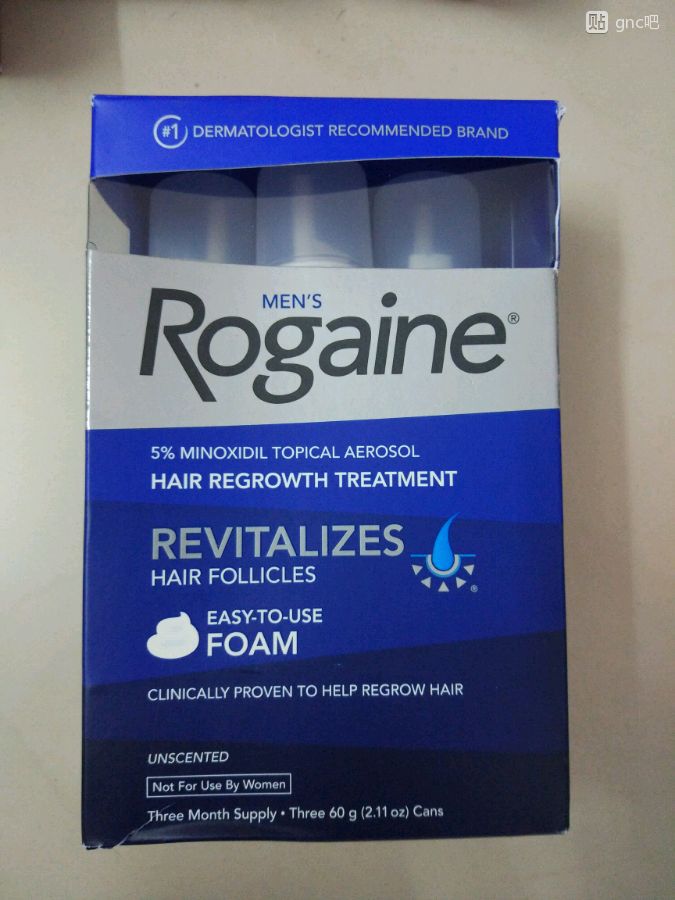 贴 gnc吧
#1 DERMATOLOGIST RECOMMENDED BRAND
MEN'S
Rogaine®
5% MINOXIDIL TOPICAL AEROSOL
HAIR REGROWTH TREATMENT
REVITALIZES
HAIR FOLLICLES
®
EASY-TO-USE
FOAM
CLINICALLY PROVEN TO HELP REGROW HAIR
UNSCENTED
Not For Use By Women
Three Month Supply • Three 60 g (2.11 oz) Cans